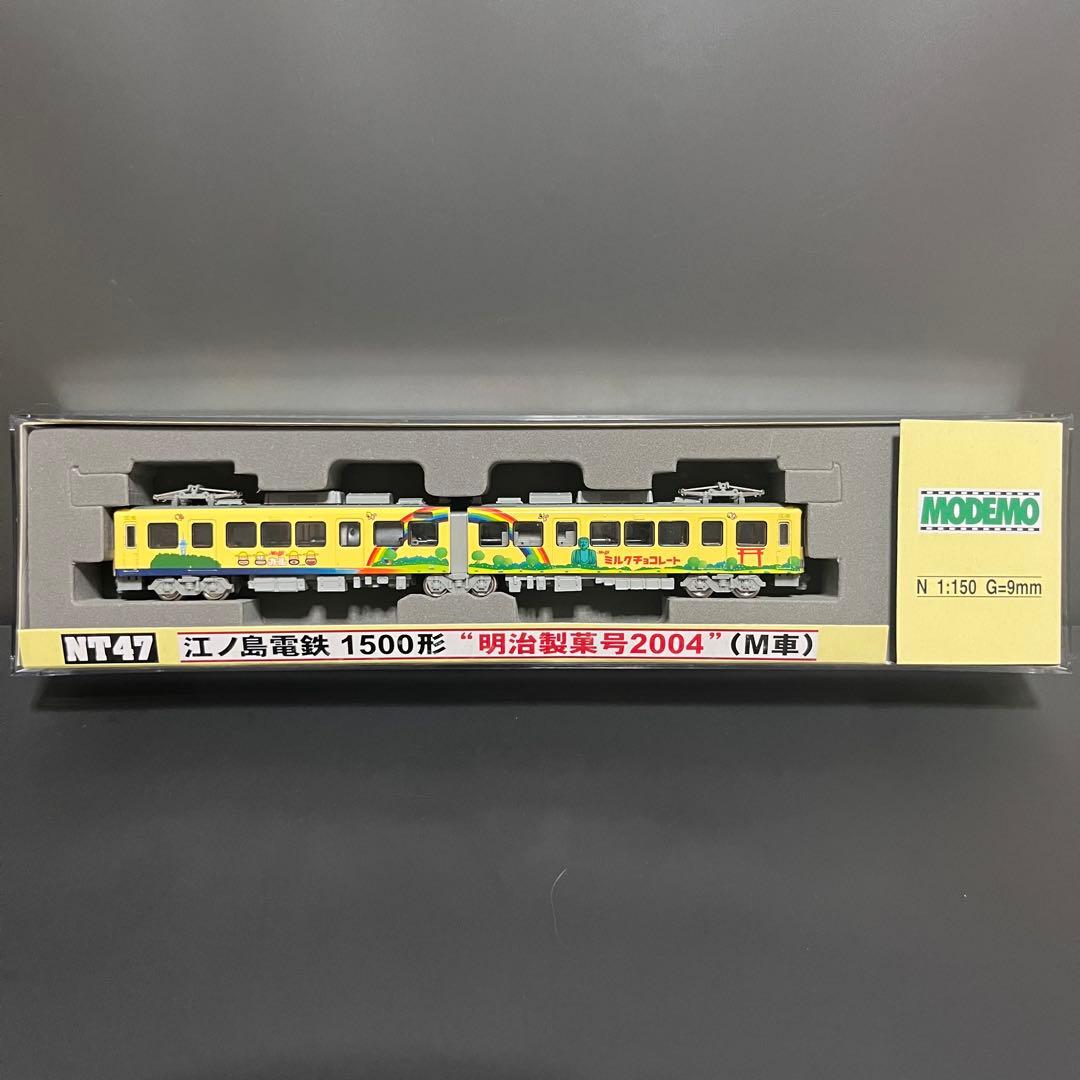 MODEMO
N 1:150 G=9mm
ミルクチョコレート
NT47 江ノ島電鉄 1500形 “明治製菓号2004” (M車)